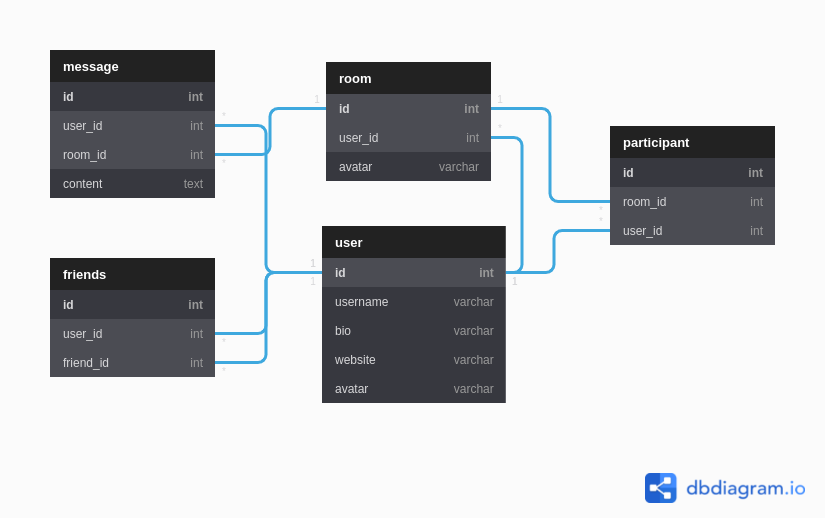 message
id int
user_id int
room_id int
content text
friends
id int
user_id int
friend_id int
room
id int
user_id int
avatar varchar
user
id int
username varchar
bio varchar
website varchar
avatar varchar
participant
id int
room_id int
user_id int
1
1
1
1
1
*
*
*
*
*
*
*
dbdiagram.io